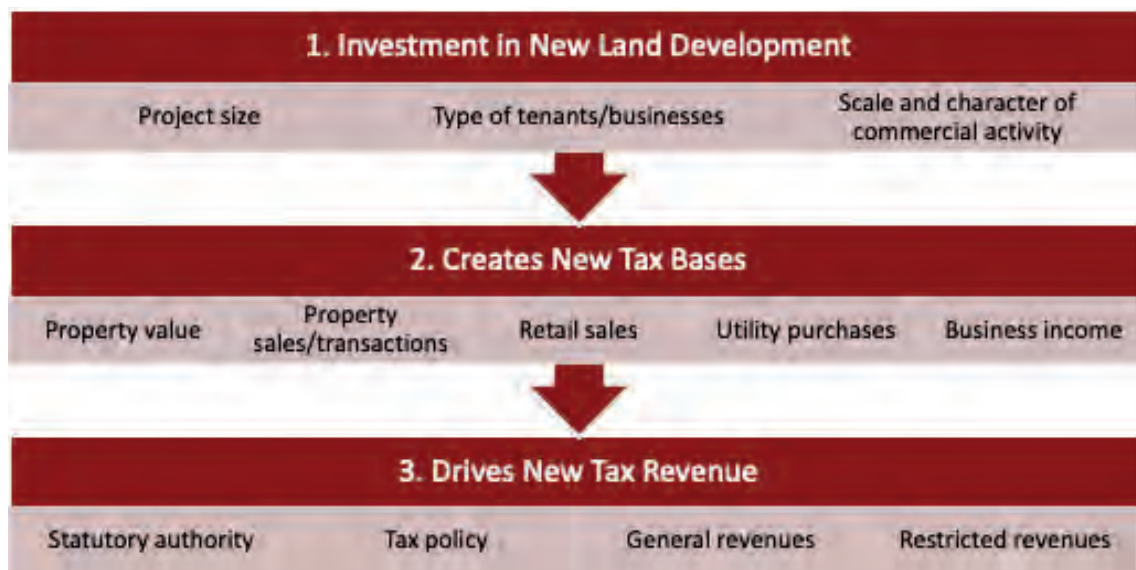 1. Investment in New Land Development
Project size
Type of tenants/businesses
Scale and character of
commercial activity
2. Creates New Tax Bases
Property value
Property
sales/transactions
Retail sales
Utility purchases
Business income
3. Drives New Tax Revenue
Statutory authority
Tax policy
General revenues
Restricted revenues